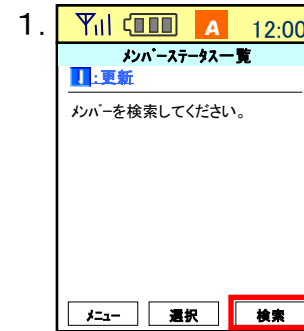 1.
A 12:00
メンバーステータス一覧
!:更新
メンバーを検索してください。
メニュー 選択 検索